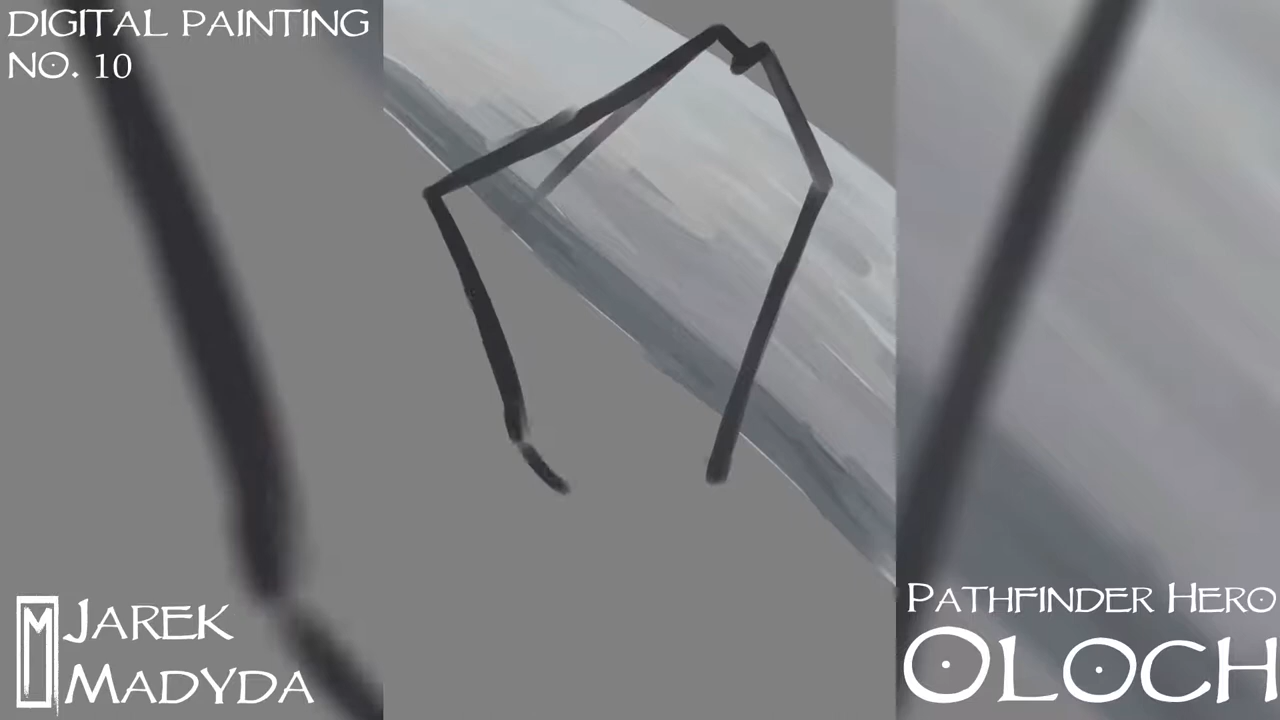 DIGITAL PAINTING
NO. 10
M JAREK
MADYDA
PATHFINDER HERO
OLOCH